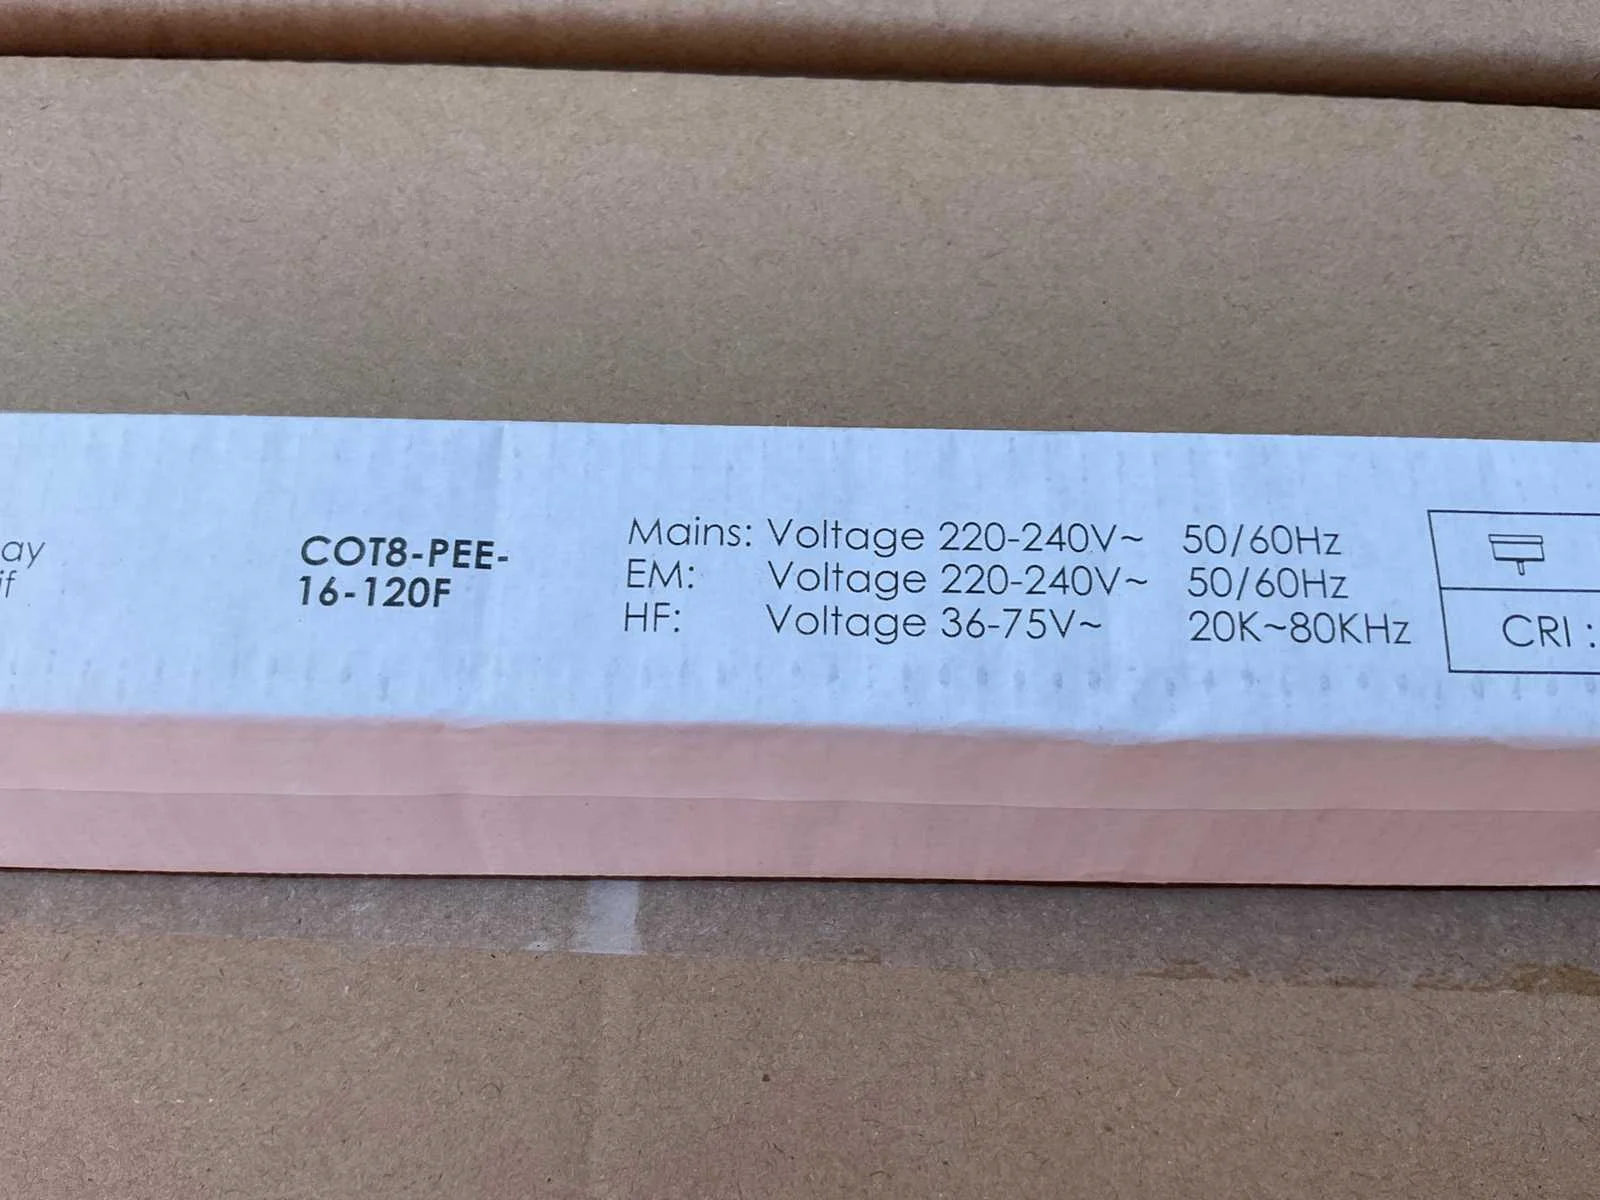 ay
if
COT8-PEE-
16-120F
Mains: Voltage 220-240V~ 50/60Hz
EM: Voltage 220-240V~ 50/60Hz
HF: Voltage 36-75V~ 20K~80KHz
CRI :